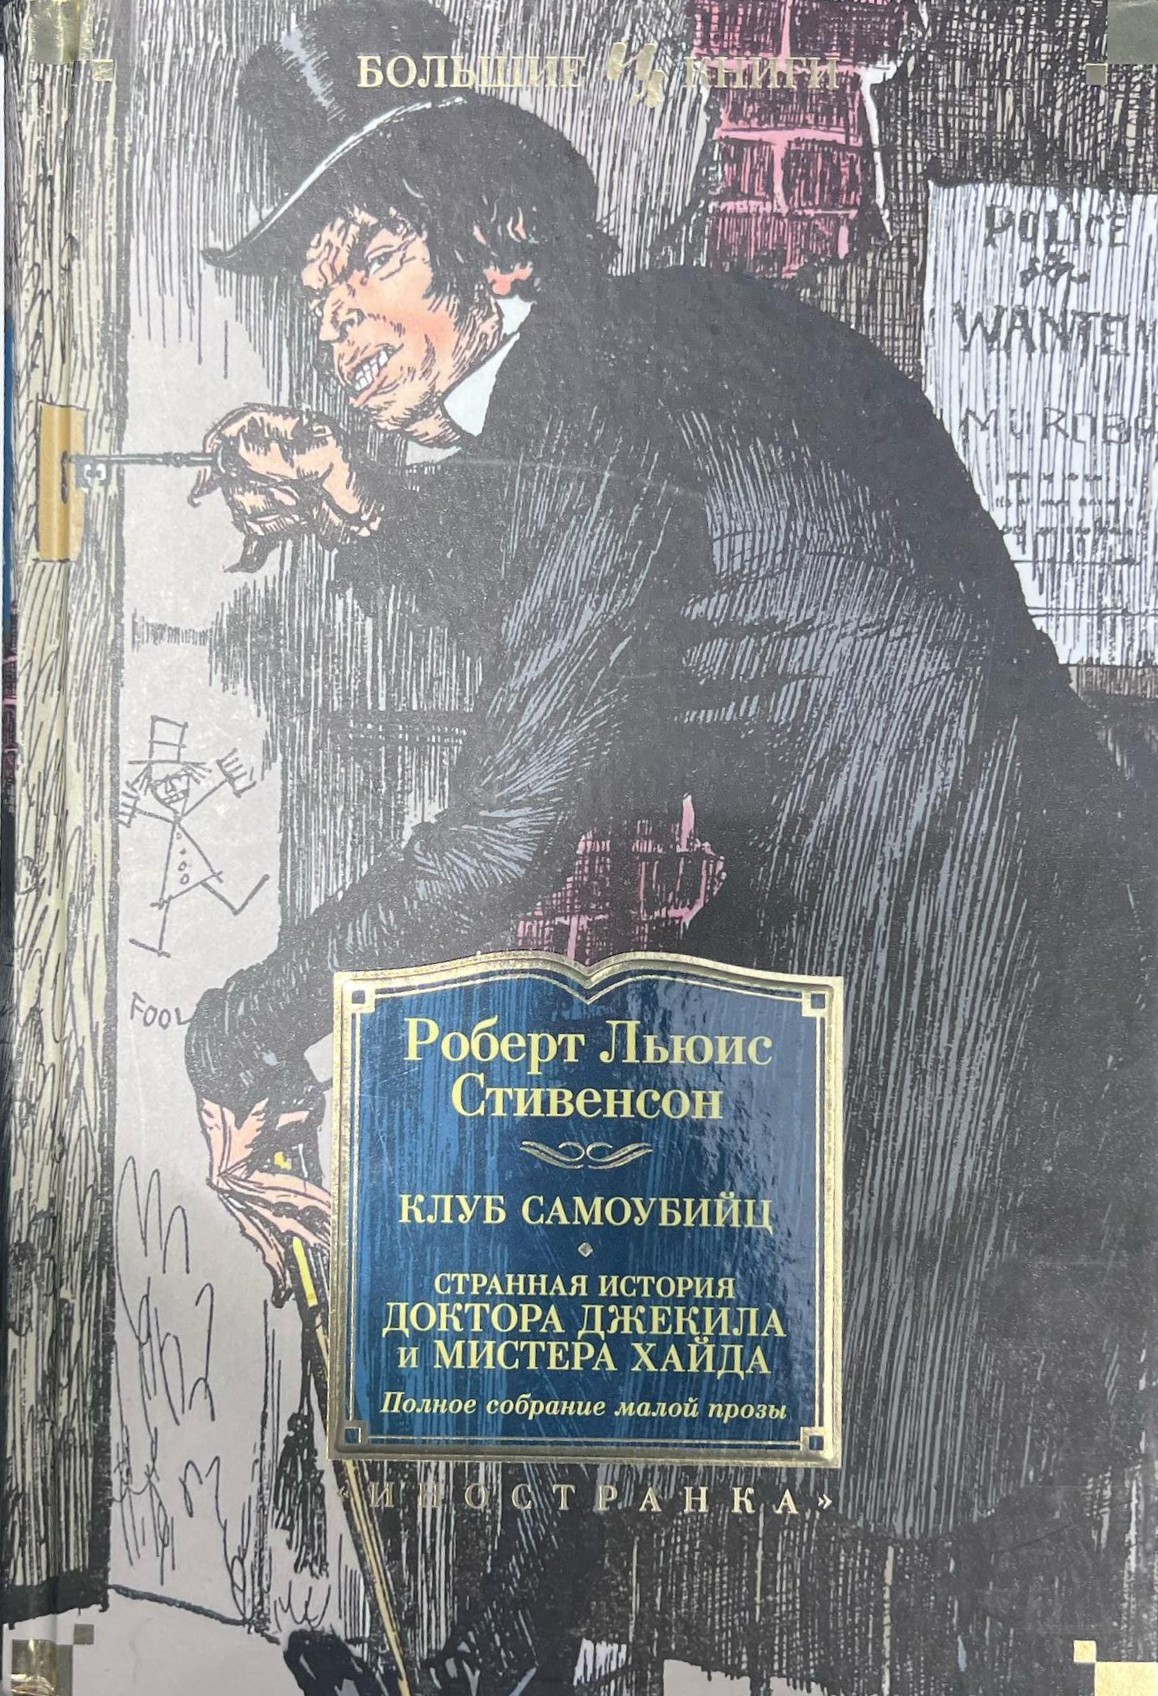 БОЛЬШИЕ КНИГИ
POLICE
WANTED
FOOL
Роберт Льюис
Стивенсон
КЛУБ САМОУБИЙЦ
СТРАННАЯ ИСТОРИЯ
ДОКТОРА ДЖЕКИЛА
И МИСТЕРА ХАЙДА
Полное собрание малой прозы
«ИНОСТРАНКА»